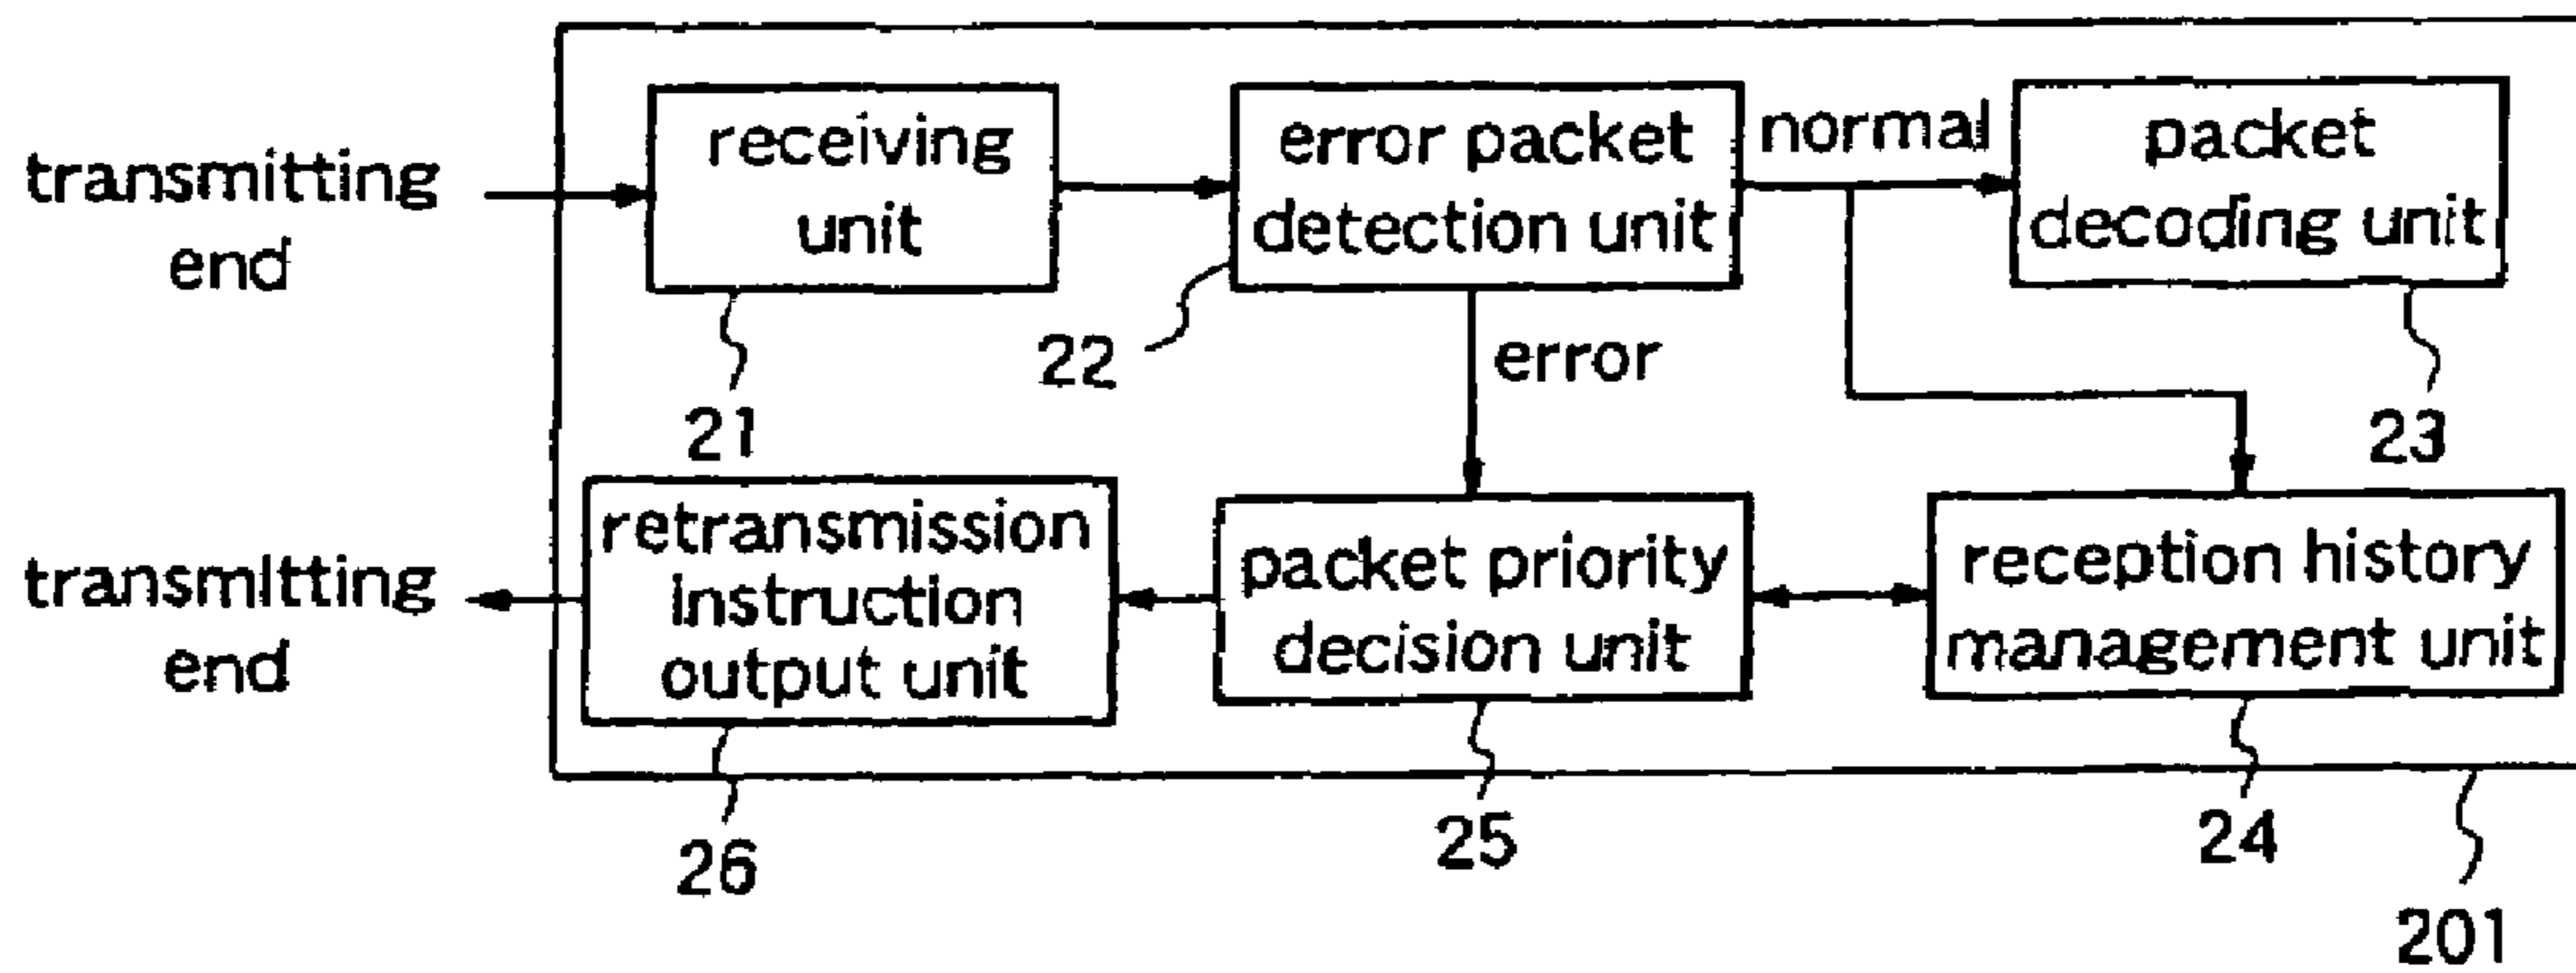 transmitting
end
receiving
unit
error packet
detection unit
normal
packet
decoding unit
21
22
error
23
transmitting
end
retransmission
instruction
output unit
packet priority
decision unit
reception history
management unit
26
25
24
201